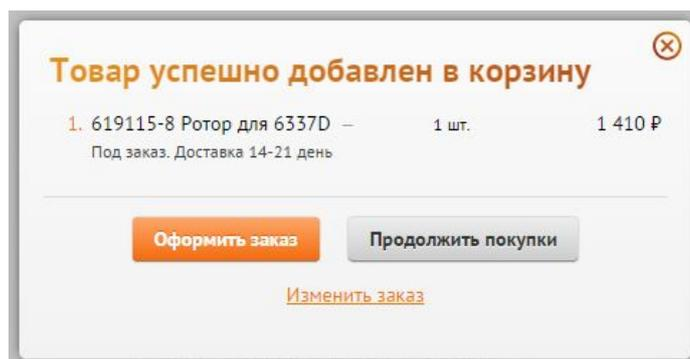 Товар успешно добавлен в корзину
1. 619115-8 Ротор для 6337D — 1 шт. 1 410 ₽
Под заказ. Доставка 14-21 день
Оформить заказ Продолжить покупки
Изменить заказ